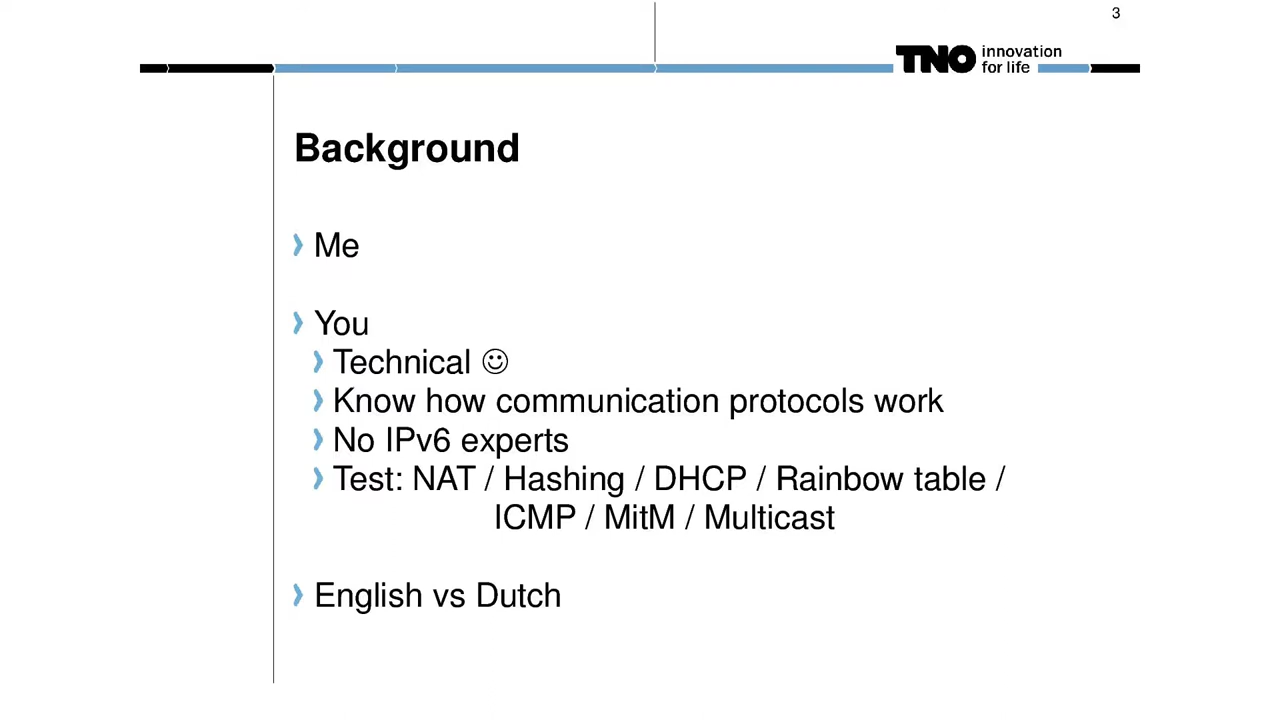 3
TNO innovation
for life
Background
Me
You
Technical ☺
Know how communication protocols work
No IPv6 experts
Test: NAT / Hashing / DHCP / Rainbow table /
ICMP / MitM / Multicast
English vs Dutch